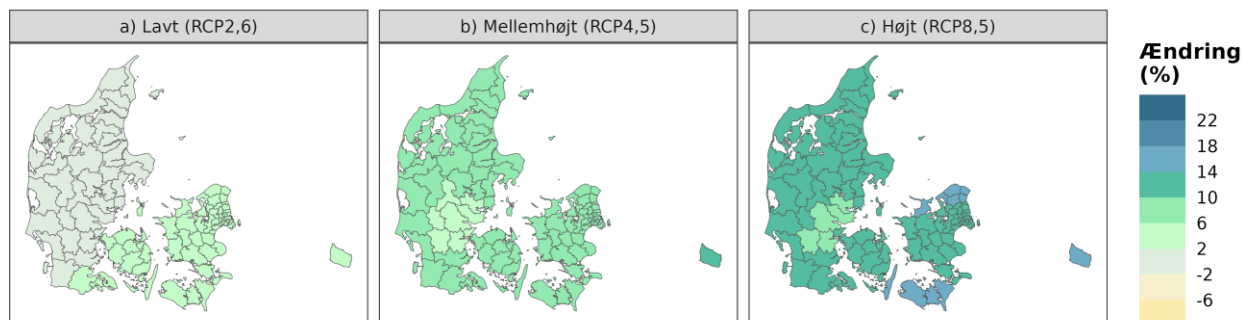 a) Lavt (RCP2,6)
b) Mellemhøjt (RCP4,5)
c) Højt (RCP8,5)
Ændring
(%)
22
18
14
10
6
2
-2
-6